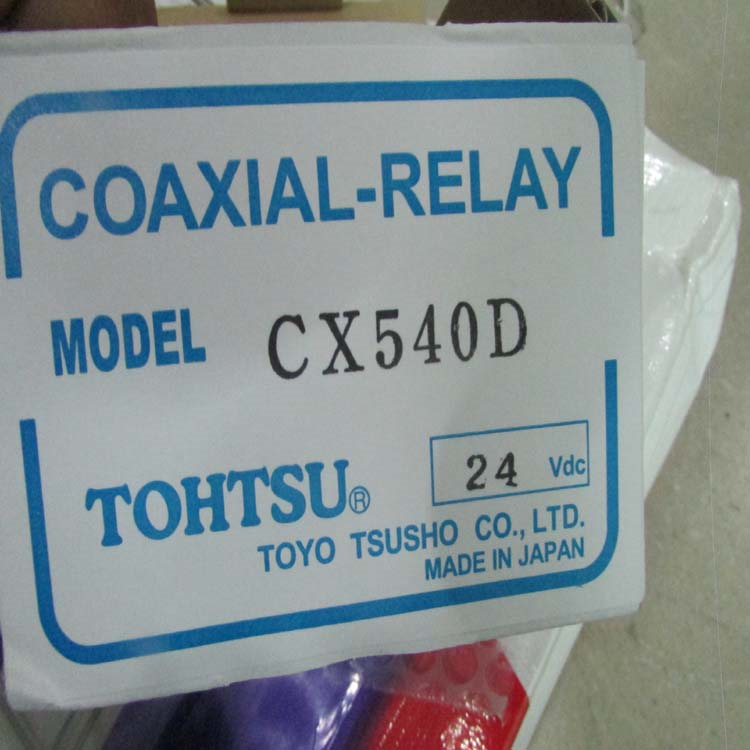 COAXIAL-RELAY
MODEL CX540D
24 Vdc
TOHTSU®
TOYO TSUSHO CO., LTD.
MADE IN JAPAN